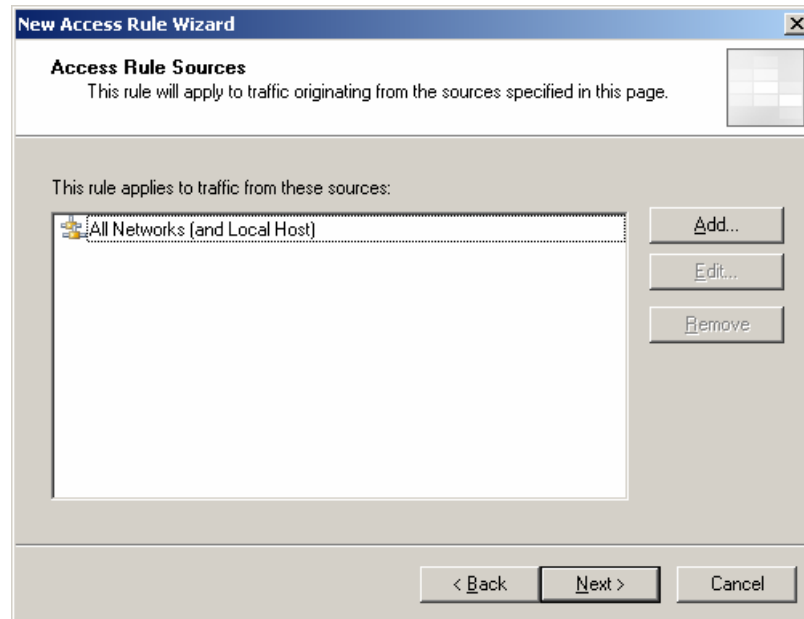 New Access Rule Wizard
Access Rule Sources
This rule will apply to traffic originating from the sources specified in this page.
This rule applies to traffic from these sources:
All Networks (and Local Host)
Add...
Edit...
Remove
< Back
Next >
Cancel